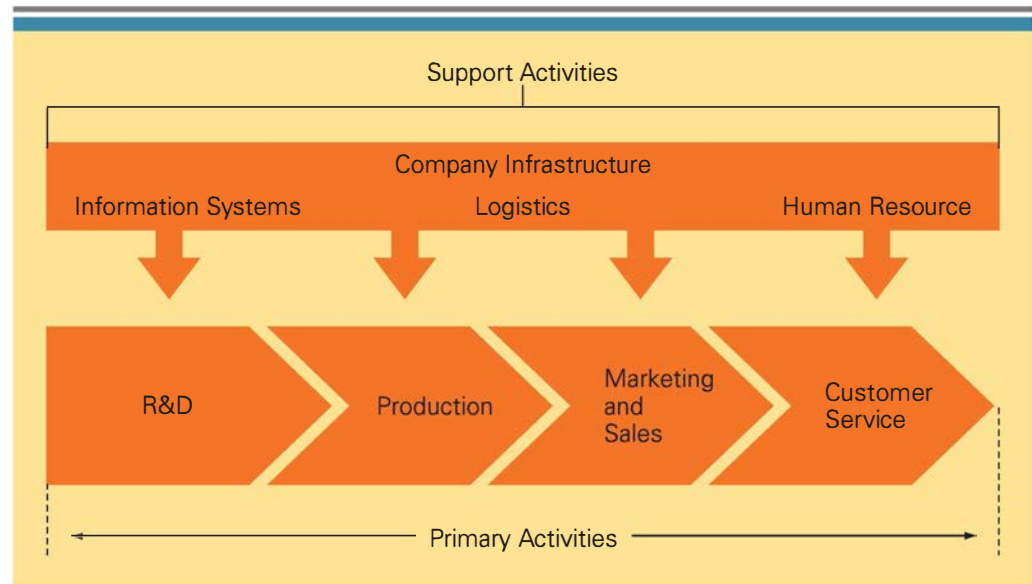 Support Activities
Company Infrastructure
Information Systems
Logistics
Human Resource
R&D
Production
Marketing
and
Sales
Customer
Service
Primary Activities